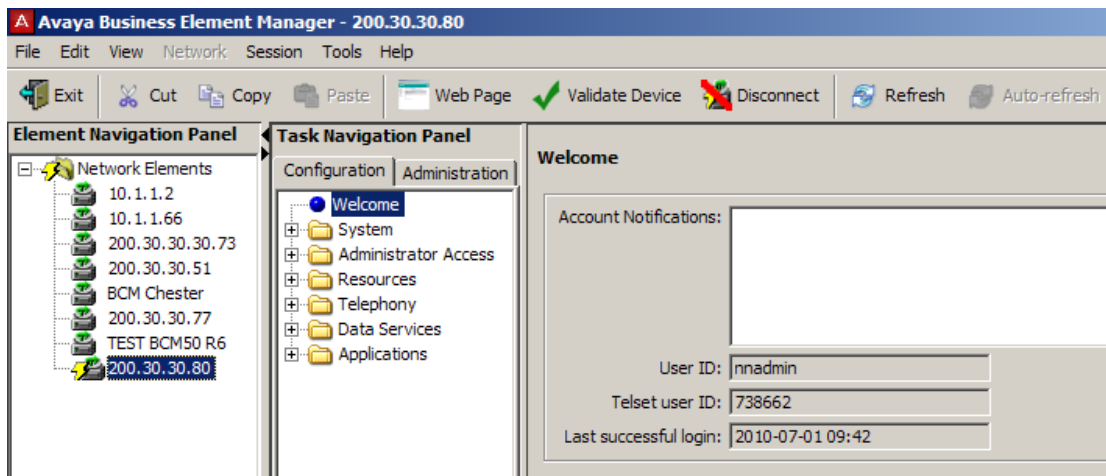 A Avaya Business Element Manager - 200.30.30.80
File Edit View Network Session Tools Help
Exit Cut Copy Paste Web Page Validate Device Disconnect Refresh Auto-refresh
Element Navigation Panel
Network Elements
10.1.1.2
10.1.1.66
200.30.30.30.73
200.30.30.51
BCM Chester
200.30.30.77
TEST BCM50 R6
200.30.30.80
Task Navigation Panel
Configuration Administration
Welcome
System
Administrator Access
Resources
Telephony
Data Services
Applications
Welcome
Account Notifications:
User ID: nnadmin
Telset user ID: 738662
Last successful login: 2010-07-01 09:42